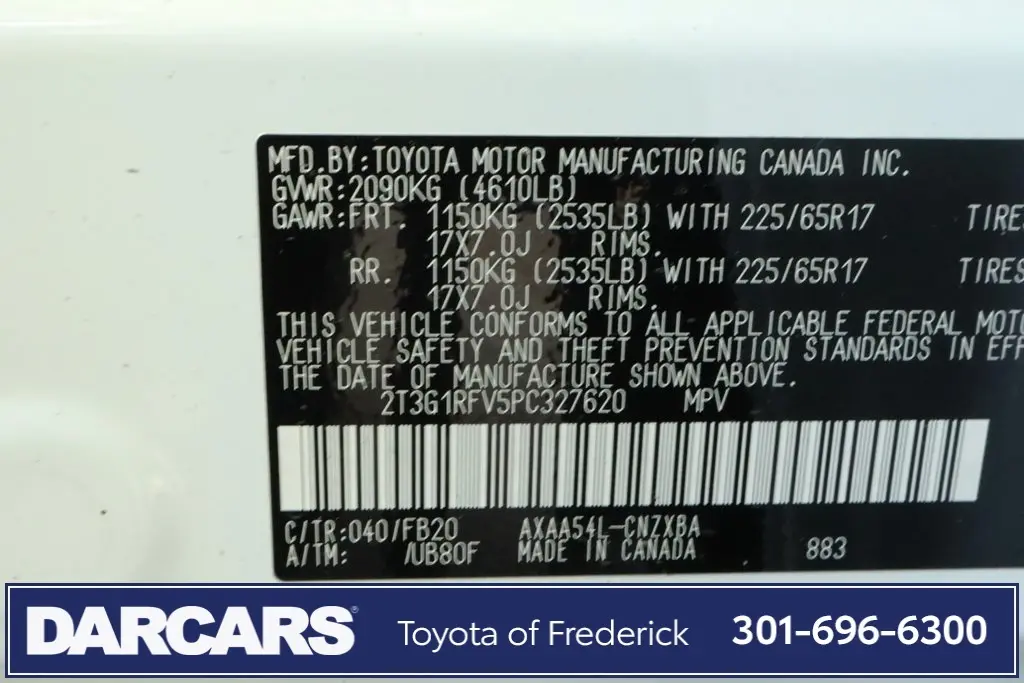 MFD.BY:TOYOTA MOTOR MANUFACTURING CANADA INC.
GVWR:2090KG (4610LB)
GAWR:FRT. 1150KG (2535LB) WITH 225/65R17 TIRE
17X7.0J RIMS.
RR. 1150KG (2535LB) WITH 225/65R17 TIRES
17X7.0J RIMS.
THIS VEHICLE CONFORMS TO ALL APPLICABLE FEDERAL MOTO
VEHICLE SAFETY AND THEFT PREVENTION STANDARDS IN EFF
THE DATE OF MANUFACTURE SHOWN ABOVE.
2T3G1RFV5PC327620 MPV
C/TR:040/FB20 AXAA54L-CNZXBA
A/TM: /UB80F MADE IN CANADA 883
DARCARS® Toyota of Frederick 301-696-6300